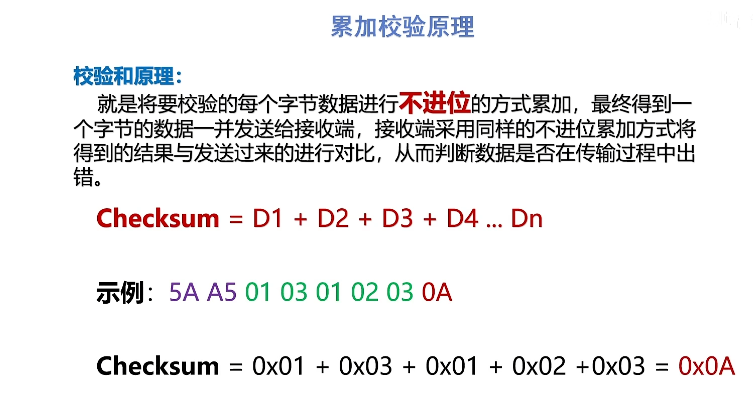 累加校验原理
校验和原理：
就是将要校验的每个字节数据进行不进位的方式累加，最终得到一
个字节的数据一并发送给接收端，接收端采用同样的不进位累加方式将
得到的结果与发送过来的进行对比，从而判断数据是否在传输过程中出
错。
Checksum = D1 + D2 + D3 + D4 ... Dn
示例：5A A5 01 03 01 02 03 0A
Checksum = 0x01 + 0x03 + 0x01 + 0x02 +0x03 = 0x0A